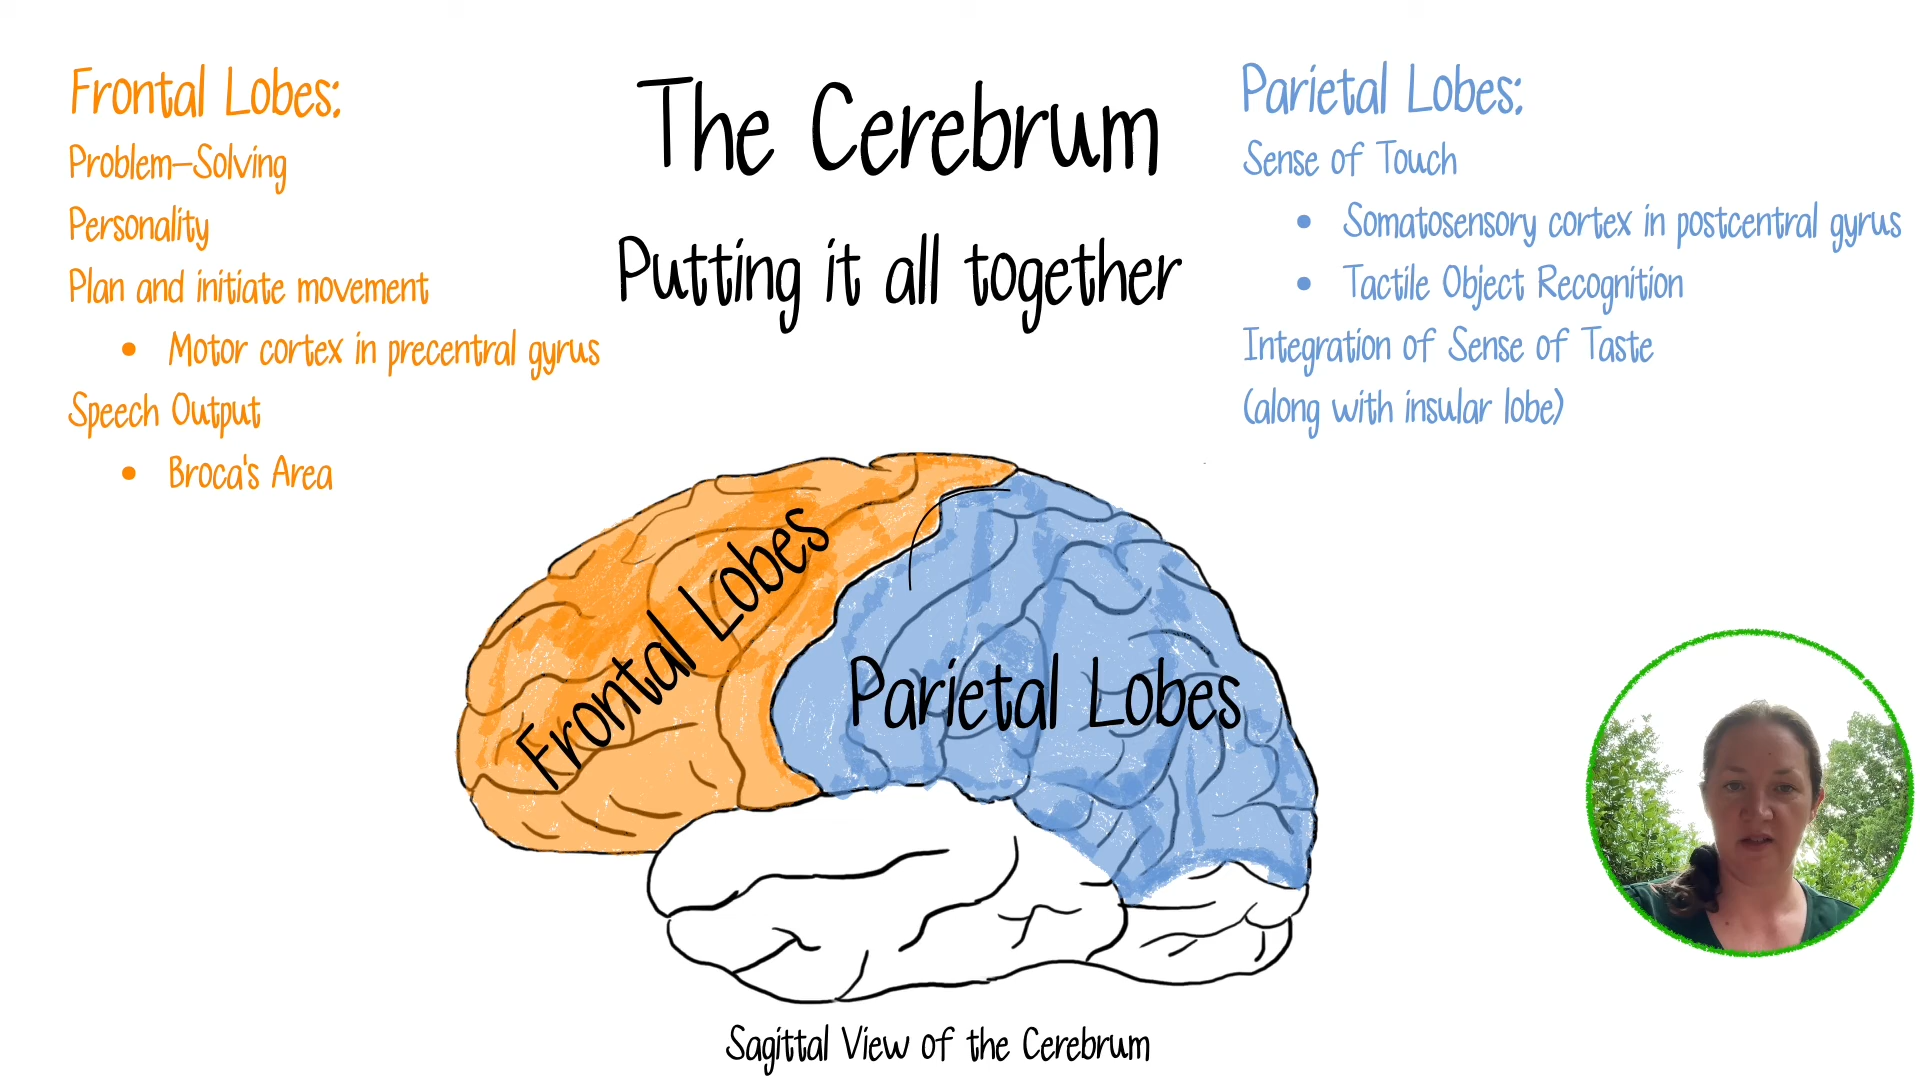 Frontal Lobes:
Problem-Solving
Personality
Plan and initiate movement
• Motor cortex in precentral gyrus
Speech Output
• Broca's Area
The Cerebrum
Putting it all together
Parietal Lobes:
Sense of Touch
• Somatosensory cortex in postcentral gyrus
• Tactile Object Recognition
Integration of Sense of Taste
(along with insular lobe)
Frontal Lobes
Parietal Lobes
Sagittal View of the Cerebrum